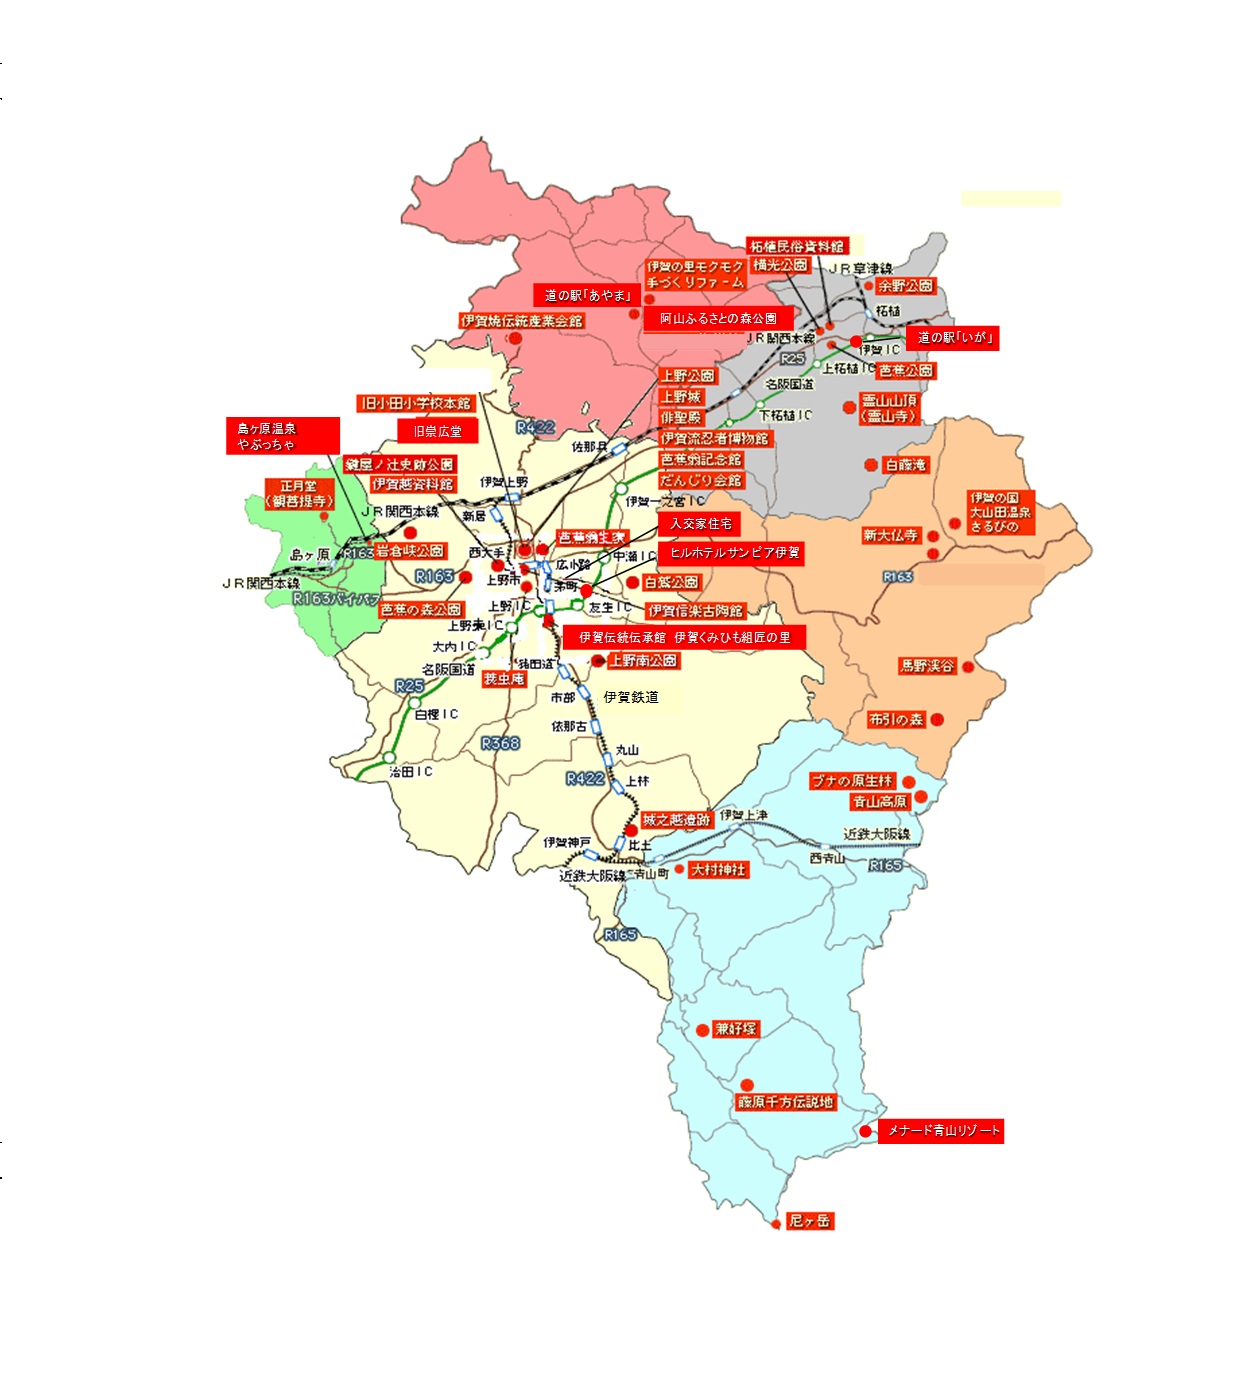 柘植民俗資料館
横光公園
JR草津線
余野公園
伊賀の里モクモク
手づくりファーム
道の駅「あやま」
阿山ふるさとの森公園
伊賀焼伝統産業会館
柘植
JR関西本線
道の駅「いが」
伊賀IC
R25
上柘植IC
芭蕉公園
名阪国道
上野公園
上野城
俳聖殿
伊賀流忍者博物館
芭蕉翁記念館
だんじり会館
下柘植IC
霊山山頂
(霊山寺)
白藤滝
旧小田小学校本館
旧崇広堂
R422
佐那具
島ヶ原温泉
やぶっちゃ
鍵屋ノ辻史跡公園
伊賀越資料館
正月堂
(観菩提寺)
伊賀上野
伊賀一之宮IC
JR関西本線
新居
入交家住宅
伊賀の国
大山田温泉
さるびの
新大仏寺
島ヶ原
R163
岩倉峡公園
西大手
芭蕉翁生家
広小路
中瀬IC
ヒルホテルサンピア伊賀
JR関西本線
R163
上野市
茅町
白鷺公園
R163
R163バイパス
芭蕉の森公園
上野IC
友生IC
伊賀信楽古陶館
上野東IC
伊賀伝統伝承館 伊賀くみひも組匠の里
大内IC
猪田道
上野南公園
名阪国道
蓑虫庵
馬野渓谷
R25
市部
伊賀鉄道
白樫IC
依那古
布引の森
R368
丸山
治田IC
R422
上林
ブナの原生林
青山高原
城之越遺跡
伊賀上津
伊賀神戸
比土
近鉄大阪線
西青山
近鉄大阪線
青山町
大村神社
R165
R165
兼好塚
藤原千方伝説地
メナード青山リゾート
尼ヶ岳